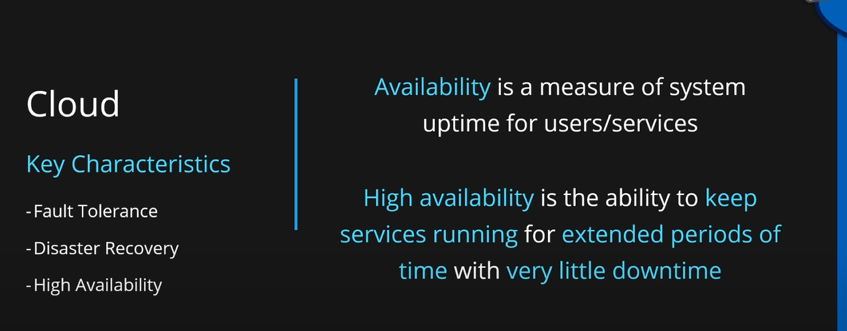 Cloud
Key Characteristics
-Fault Tolerance
-Disaster Recovery
-High Availability
Availability is a measure of system
uptime for users/services
High availability is the ability to keep
services running for extended periods of
time with very little downtime